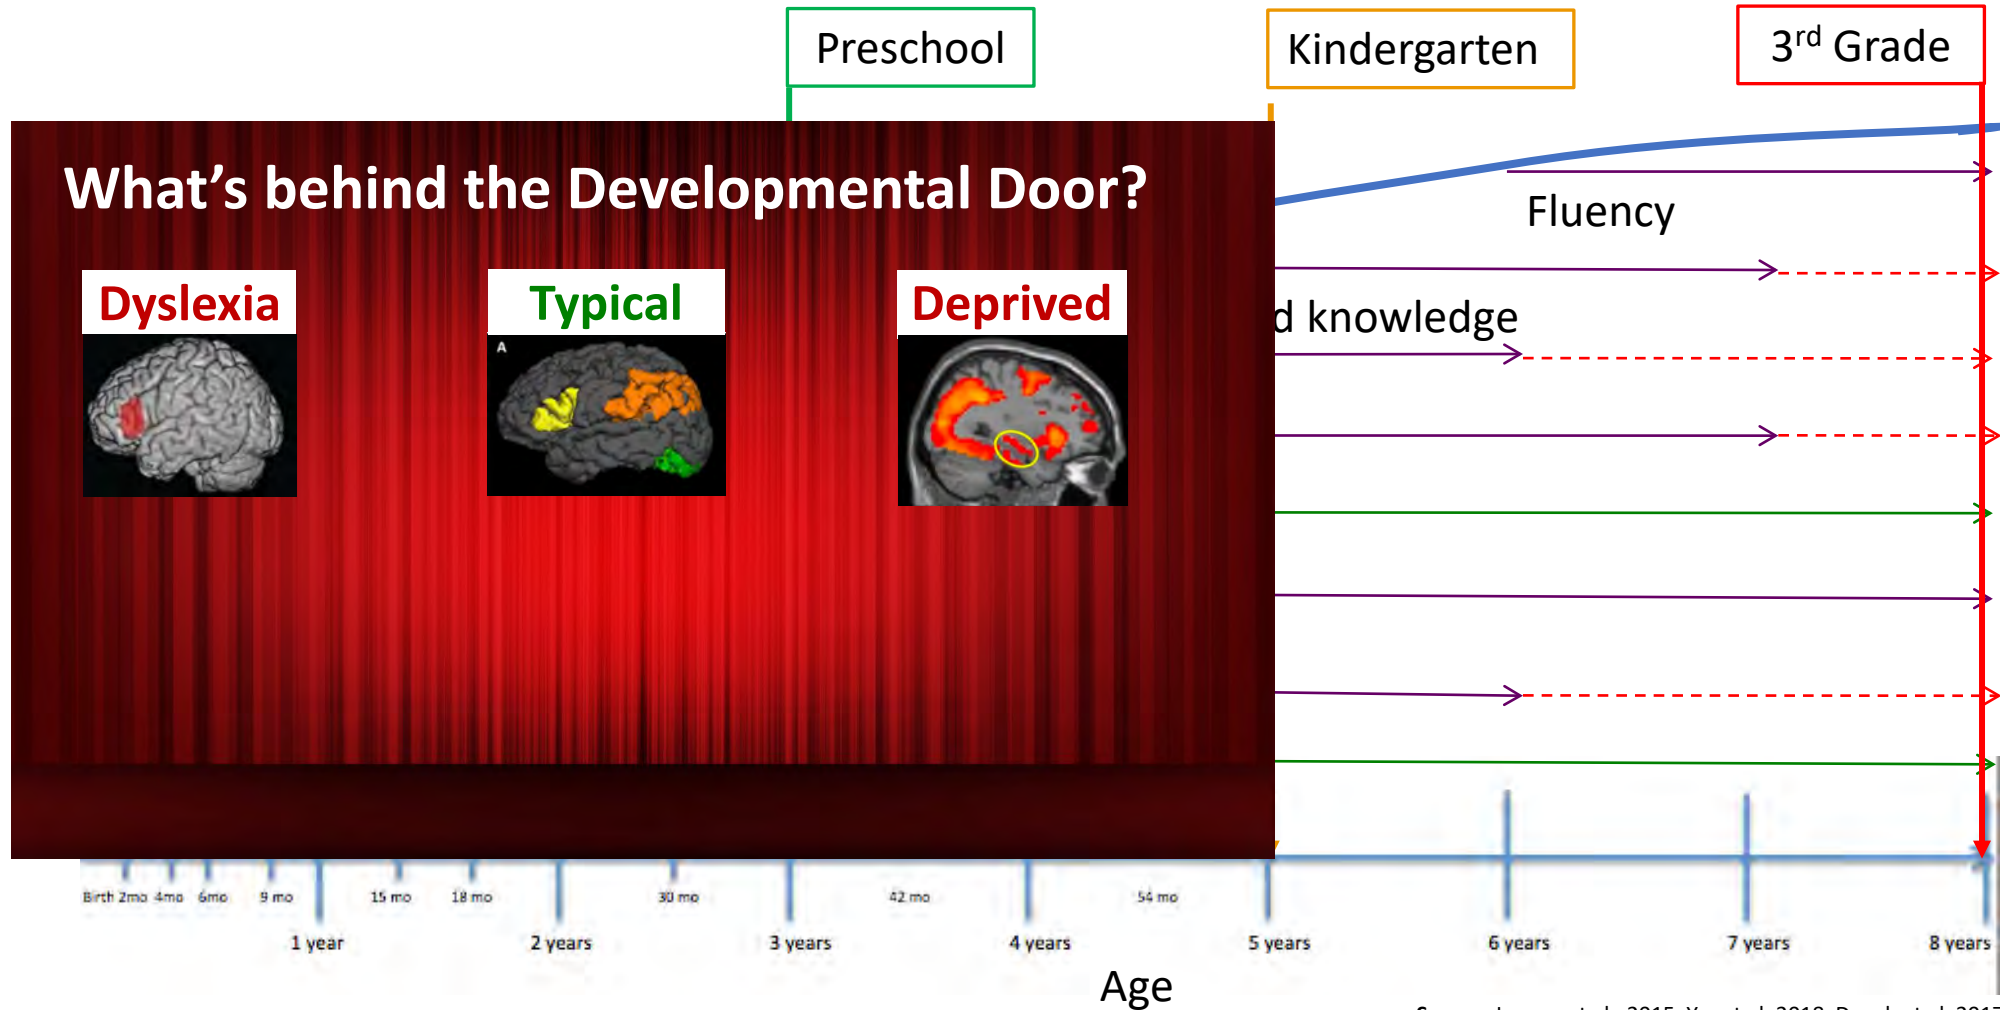 Preschool
Kindergarten
3rd Grade
What's behind the Developmental Door?
Dyslexia
Typical
Deprived
A
Fluency
d knowledge
Birth 2mo 4mo 6mo 9 mo 15 mo 18 mo 30 mo 42 mo 54 mo
1 year 2 years 3 years 4 years 5 years 6 years 7 years 8 years
Age